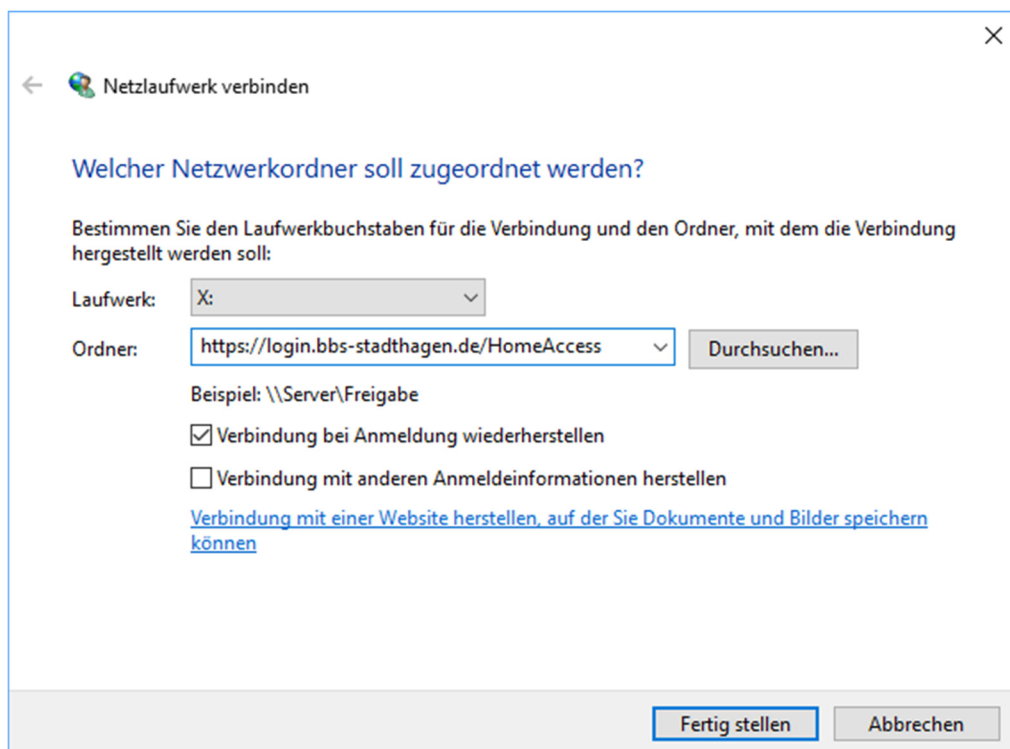 Netzlaufwerk verbinden
Welcher Netzwerkordner soll zugeordnet werden?
Bestimmen Sie den Laufwerkbuchstaben für die Verbindung und den Ordner, mit dem die Verbindung
hergestellt werden soll:
Laufwerk: X:
Ordner: https://login.bbs-stadthagen.de/HomeAccess Durchsuchen...
Beispiel: \\Server\Freigabe
Verbindung bei Anmeldung wiederherstellen
Verbindung mit anderen Anmeldeinformationen herstellen
Verbindung mit einer Website herstellen, auf der Sie Dokumente und Bilder speichern
können
Fertig stellen Abbrechen